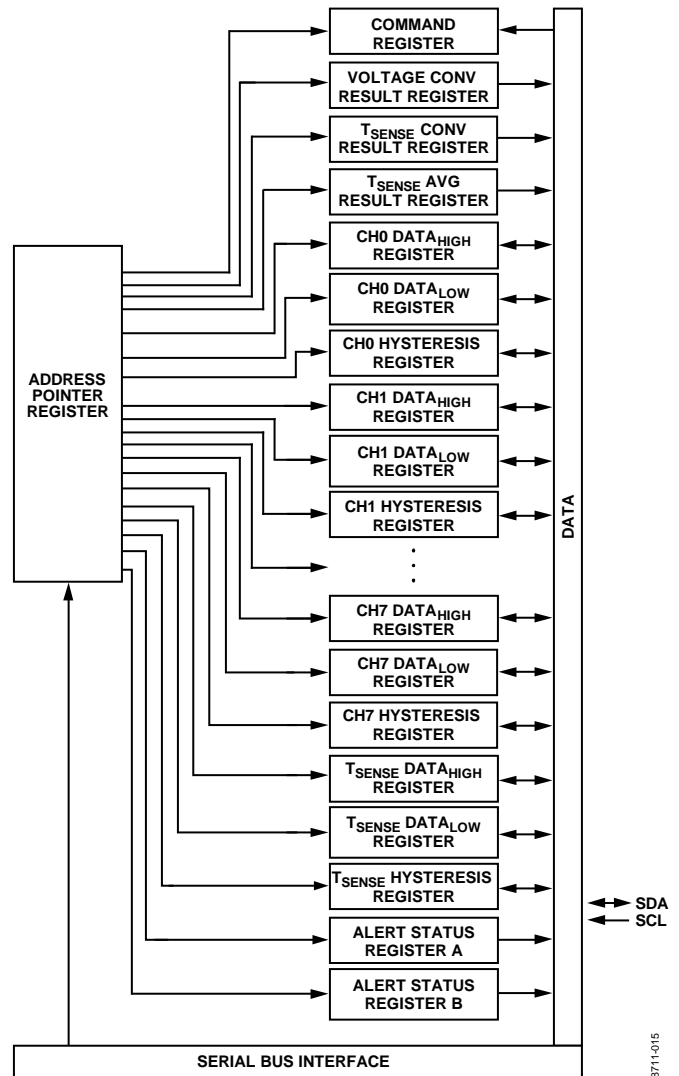 COMMAND
REGISTER
VOLTAGE CONV
RESULT REGISTER
TSENSE CONV
RESULT REGISTER
TSENSE AVG
RESULT REGISTER
CH0 DATAHIGH
REGISTER
CH0 DATALOW
REGISTER
CH0 HYSTERESIS
REGISTER
ADDRESS
POINTER
REGISTER
CH1 DATAHIGH
REGISTER
CH1 DATALOW
REGISTER
CH1 HYSTERESIS
REGISTER
DATA
CH7 DATAHIGH
REGISTER
CH7 DATALOW
REGISTER
CH7 HYSTERESIS
REGISTER
TSENSE DATAHIGH
REGISTER
TSENSE DATALOW
REGISTER
TSENSE HYSTERESIS
REGISTER
SDA
SCL
ALERT STATUS
REGISTER A
ALERT STATUS
REGISTER B
SERIAL BUS INTERFACE
8711-015